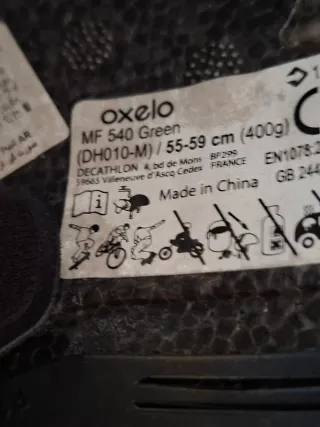 oxelo
MF 540 Green
(DH010-M) / 55-59 cm (400g)
DECATHLON 4, bd de Mons BP299
59665 Villeneuve d'Ascq Cedex FRANCE
EN1078:2
Made in China
GB 244